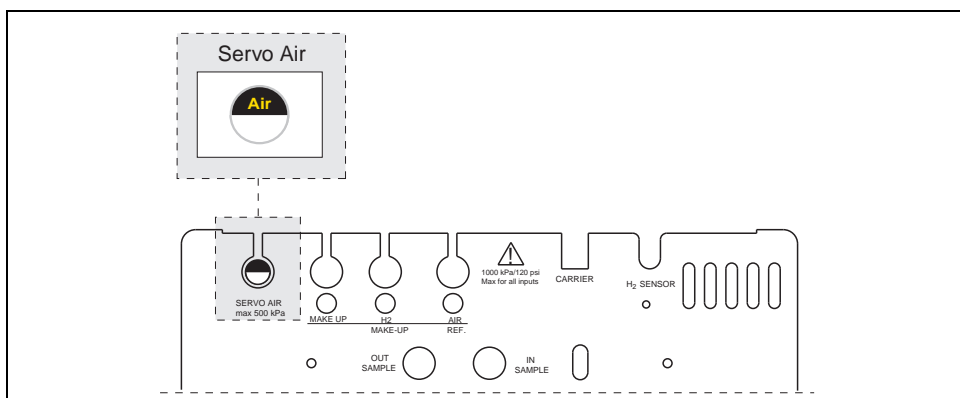 Servo Air
Air
SERVO AIR
max 500 kPa
MAKE UP
H2
MAKE-UP
AIR
REF.
1000 kPa/120 psi
Max for all inputs
CARRIER
H₂ SENSOR
OUT
SAMPLE
IN
SAMPLE